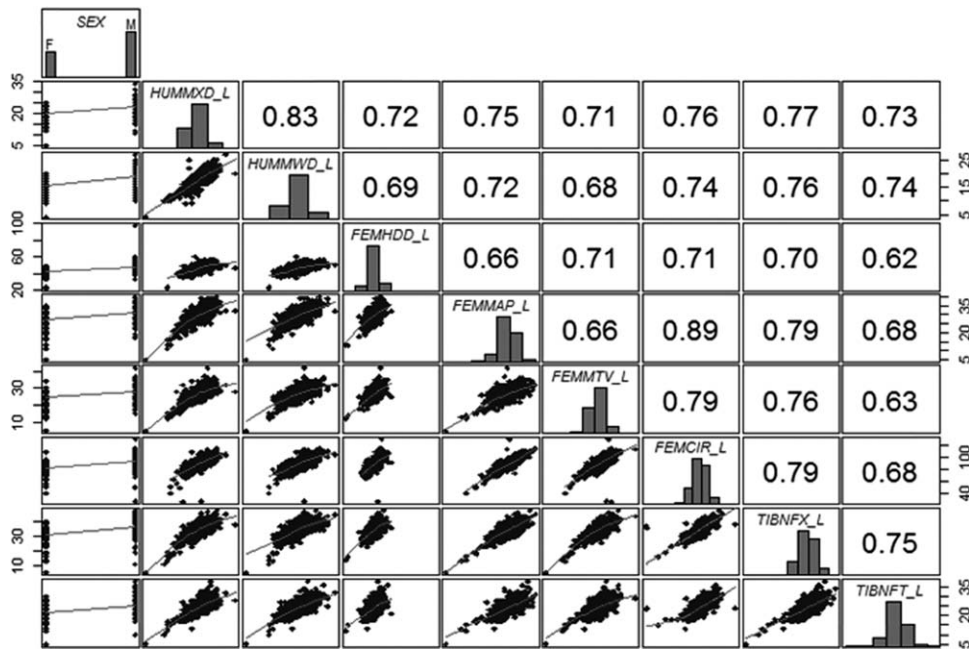 SEX
F M
35
20
5
HUMMXD_L
0.83 0.72 0.75 0.71 0.76 0.77 0.73
HUMMWD_L
0.69 0.72 0.68 0.74 0.76 0.74
25
15
5
100
60
20
FEMHDD_L
0.66 0.71 0.71 0.70 0.62
FEMMAP_L
0.66 0.89 0.79 0.68
35
20
5
30
10
FEMMTV_L
0.79 0.76 0.63
FEMCIR_L
0.79 0.68
100
40
30
10
TIBNFX_L
0.75
TIBNFT_L
35
20
5